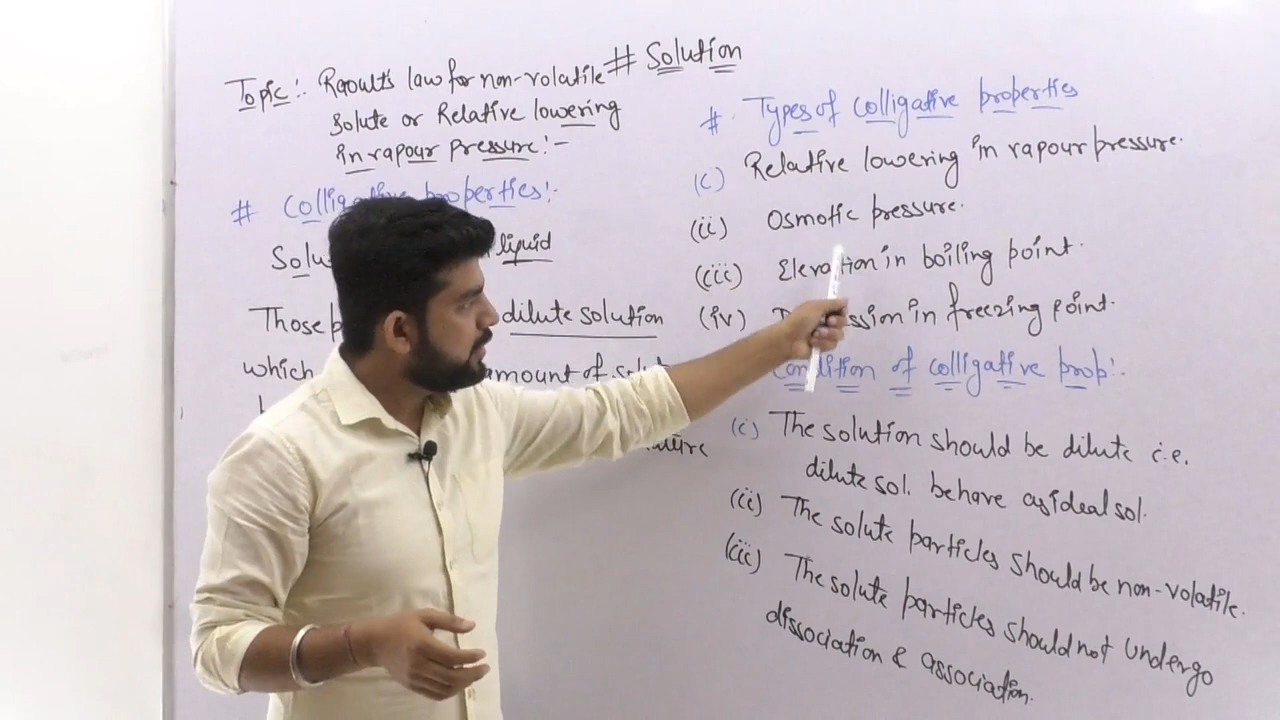 # Solution
Topic:- Raoult's law for non-volatile
Solute or Relative lowering
in vapour pressure:-
# Colligative properties:
Solu liquid
Those dilute solution
which amount of
# Types of colligative properties
(i) Relative lowering in vapour pressure.
(ii) Osmotic pressure.
(iii) Elevation in boiling point.
(iv) in freezing point.
Condition of colligative prop:
(i) The solution should be dilute i.e.
dilute sol. behave as ideal sol.
(ii) The solute particles should be non-volatile.
(iii) The solute particles should not undergo
dissociation & association.